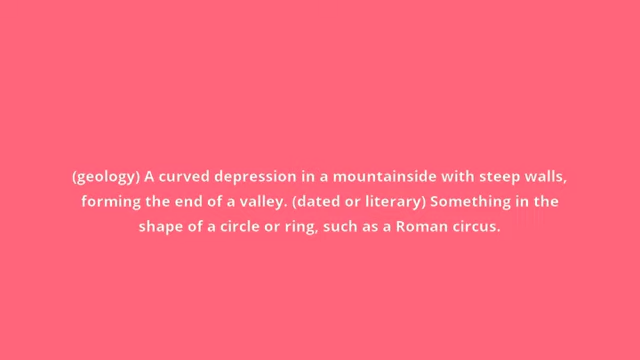 (geology) A curved depression in a mountainside with steep walls,
forming the end of a valley. (dated or literary) Something in the
shape of a circle or ring, such as a Roman circus.